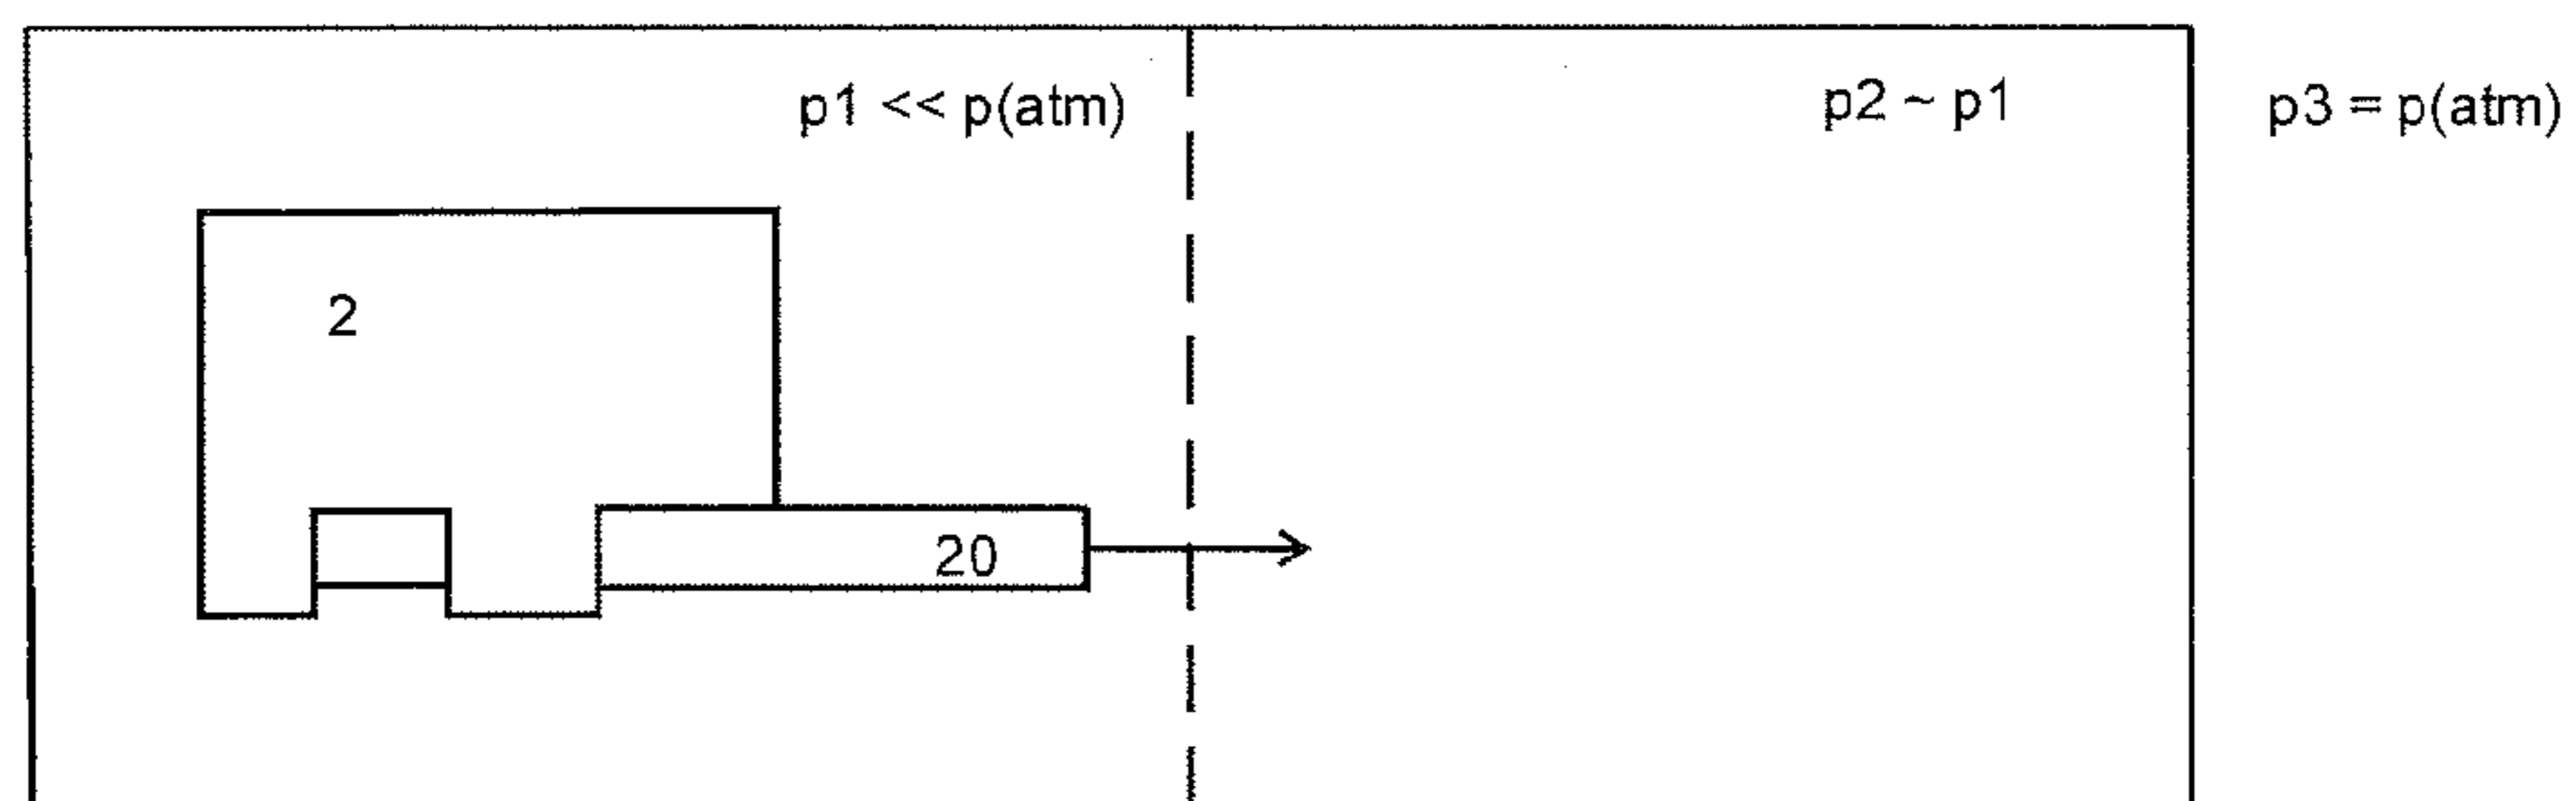 p1 << p(atm)
p2 ~ p1
p3 = p(atm)
2
20